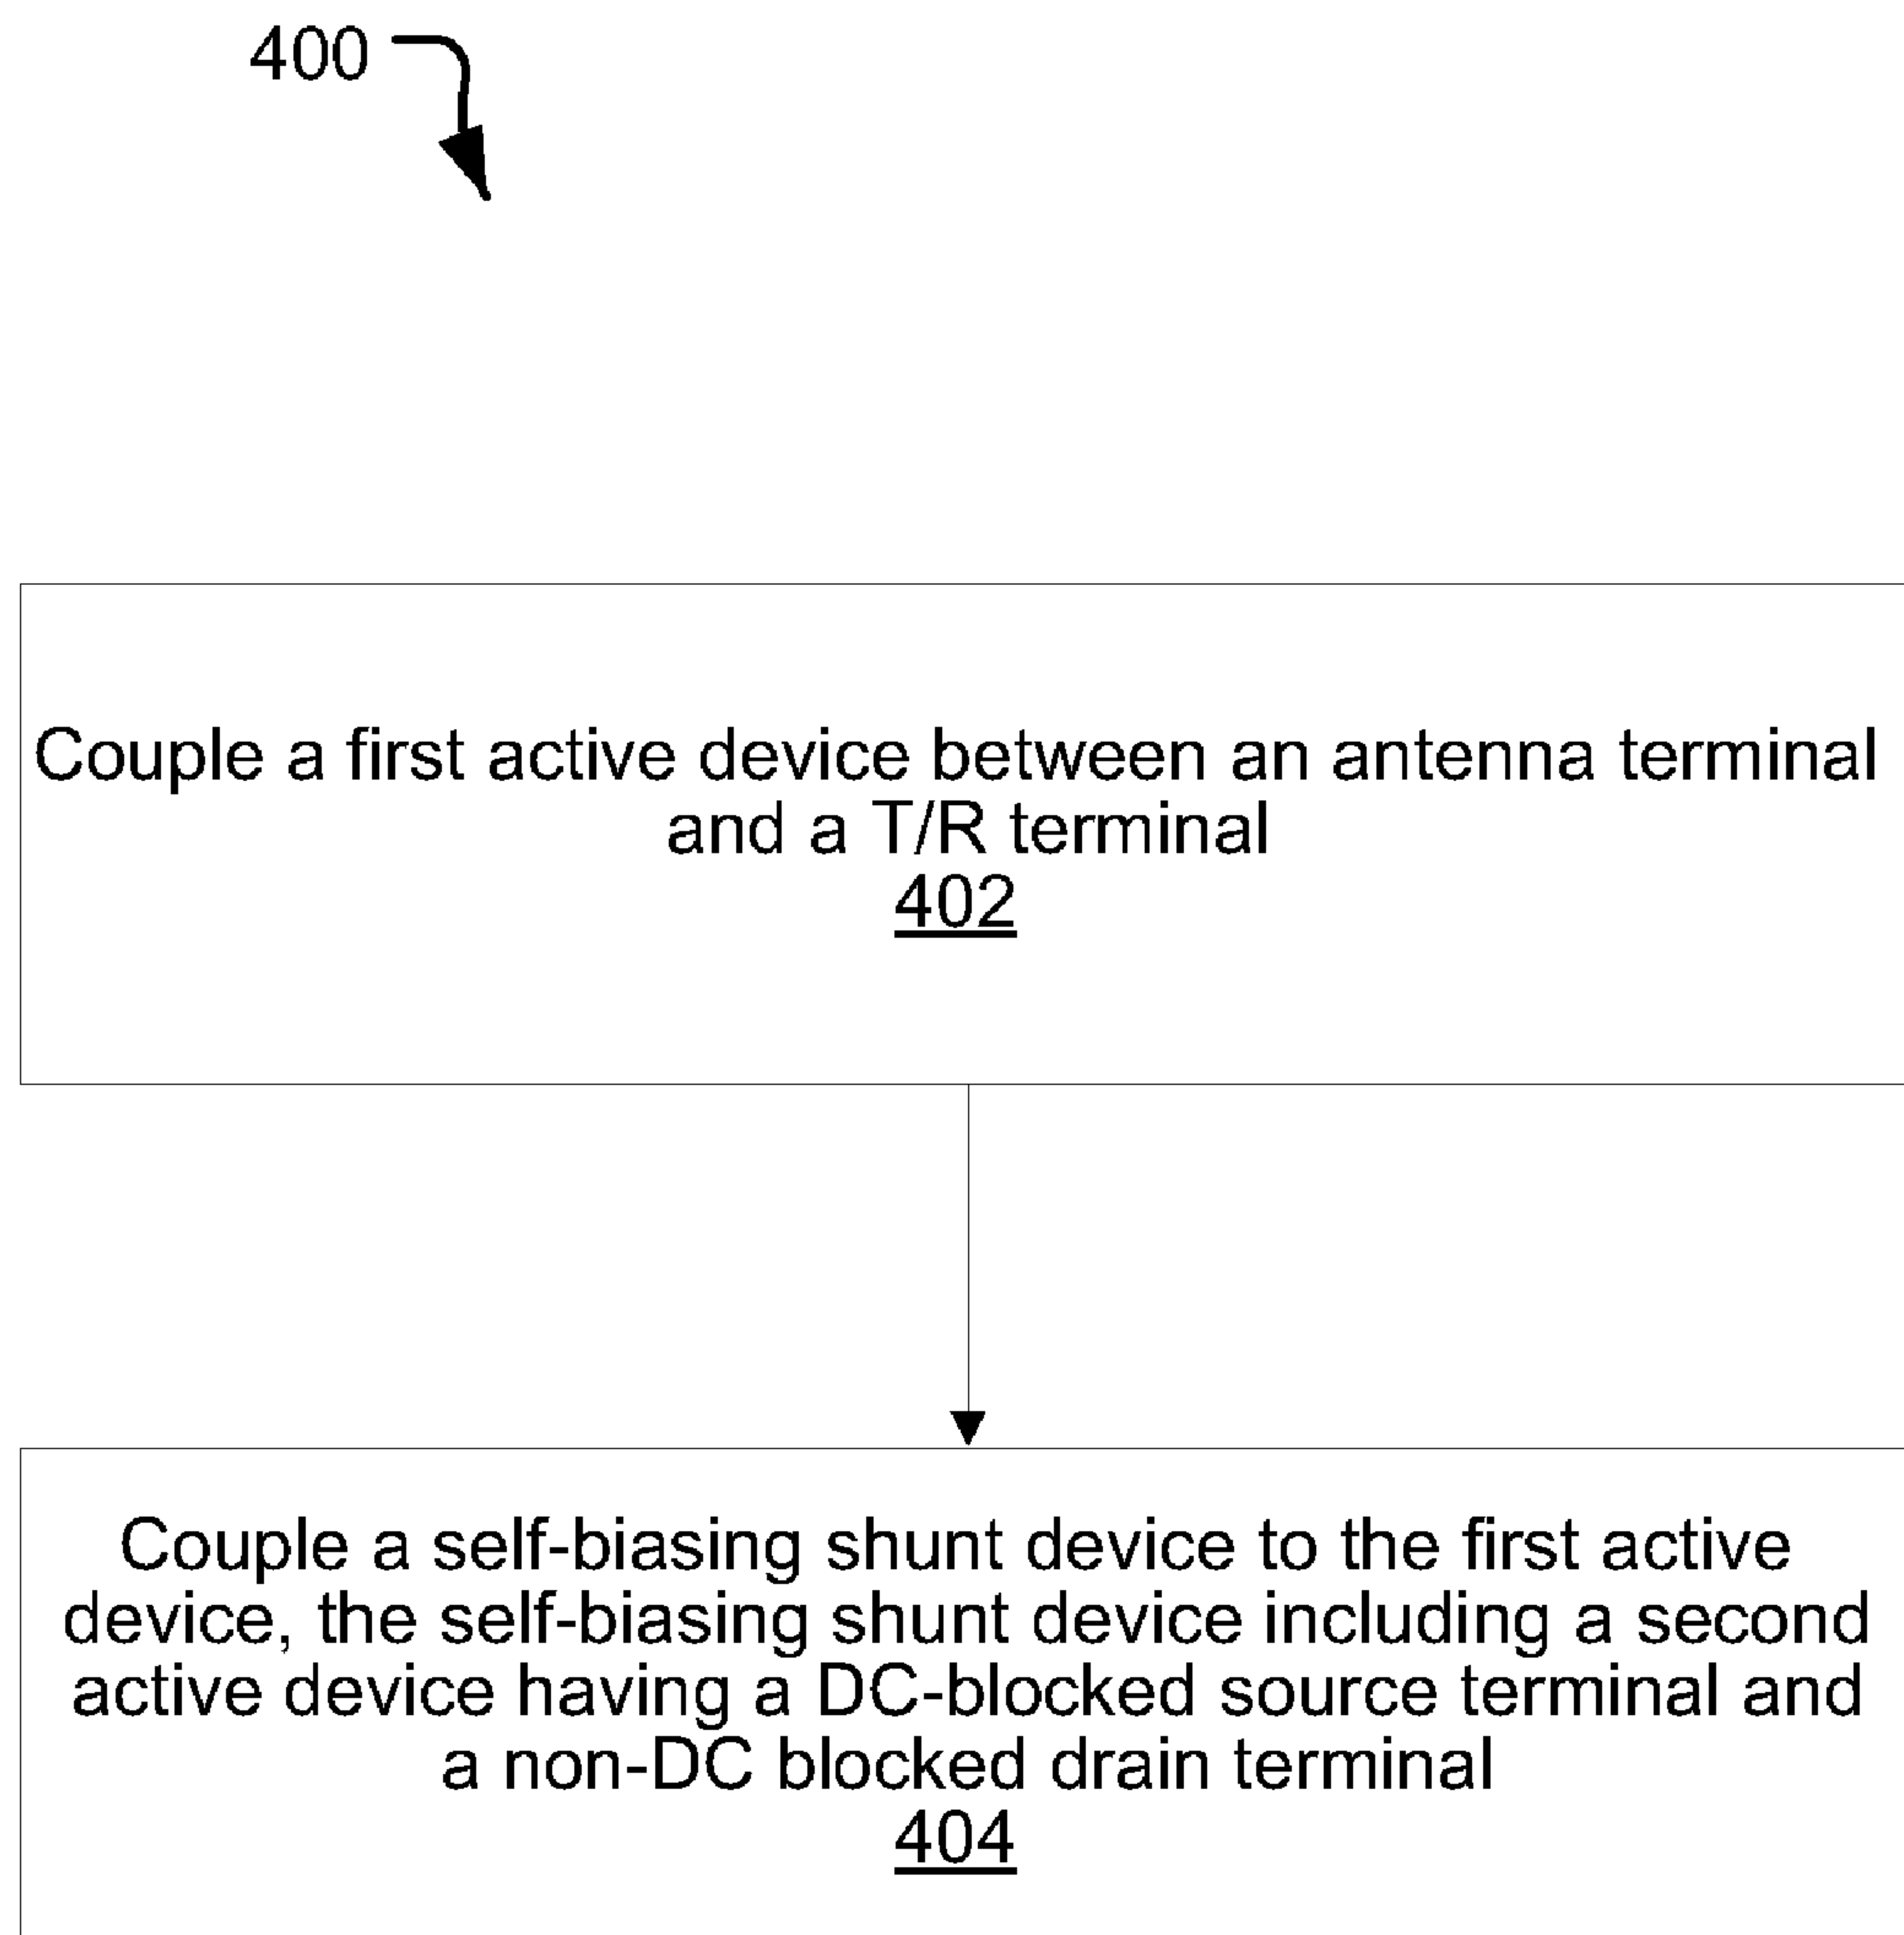 400
Couple a first active device between an antenna terminal
and a T/R terminal
402
Couple a self-biasing shunt device to the first active
device, the self-biasing shunt device including a second
active device having a DC-blocked source terminal and
a non-DC blocked drain terminal
404